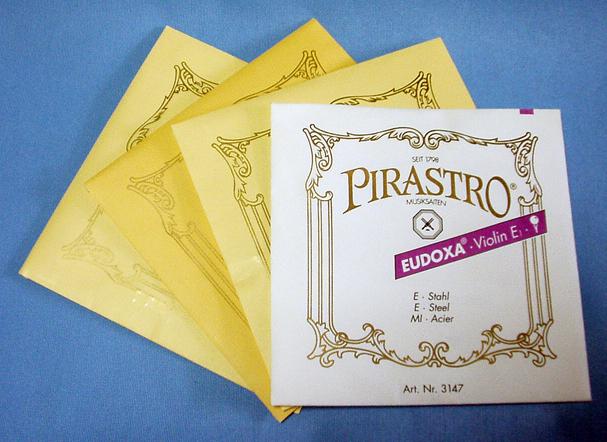 SEIT 1798
PIRASTRO®
MUSIKSAITEN
EUDOXA® · Violin E
E · Stahl
E · Steel
MI · Acier
Art. Nr. 3147